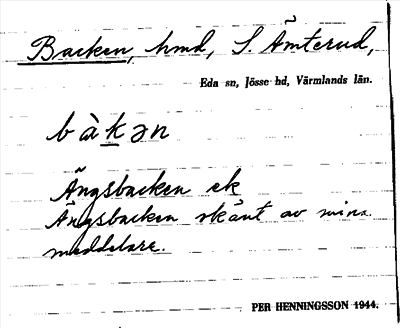 Backen, hmd, S. Åmterud,
Eda sn, Jösse hd, Värmlands län.
bàkən
Ängsbacken ek
Ängsbacken okänt av mina
meddelare.
PER HENNINGSSON 1944.